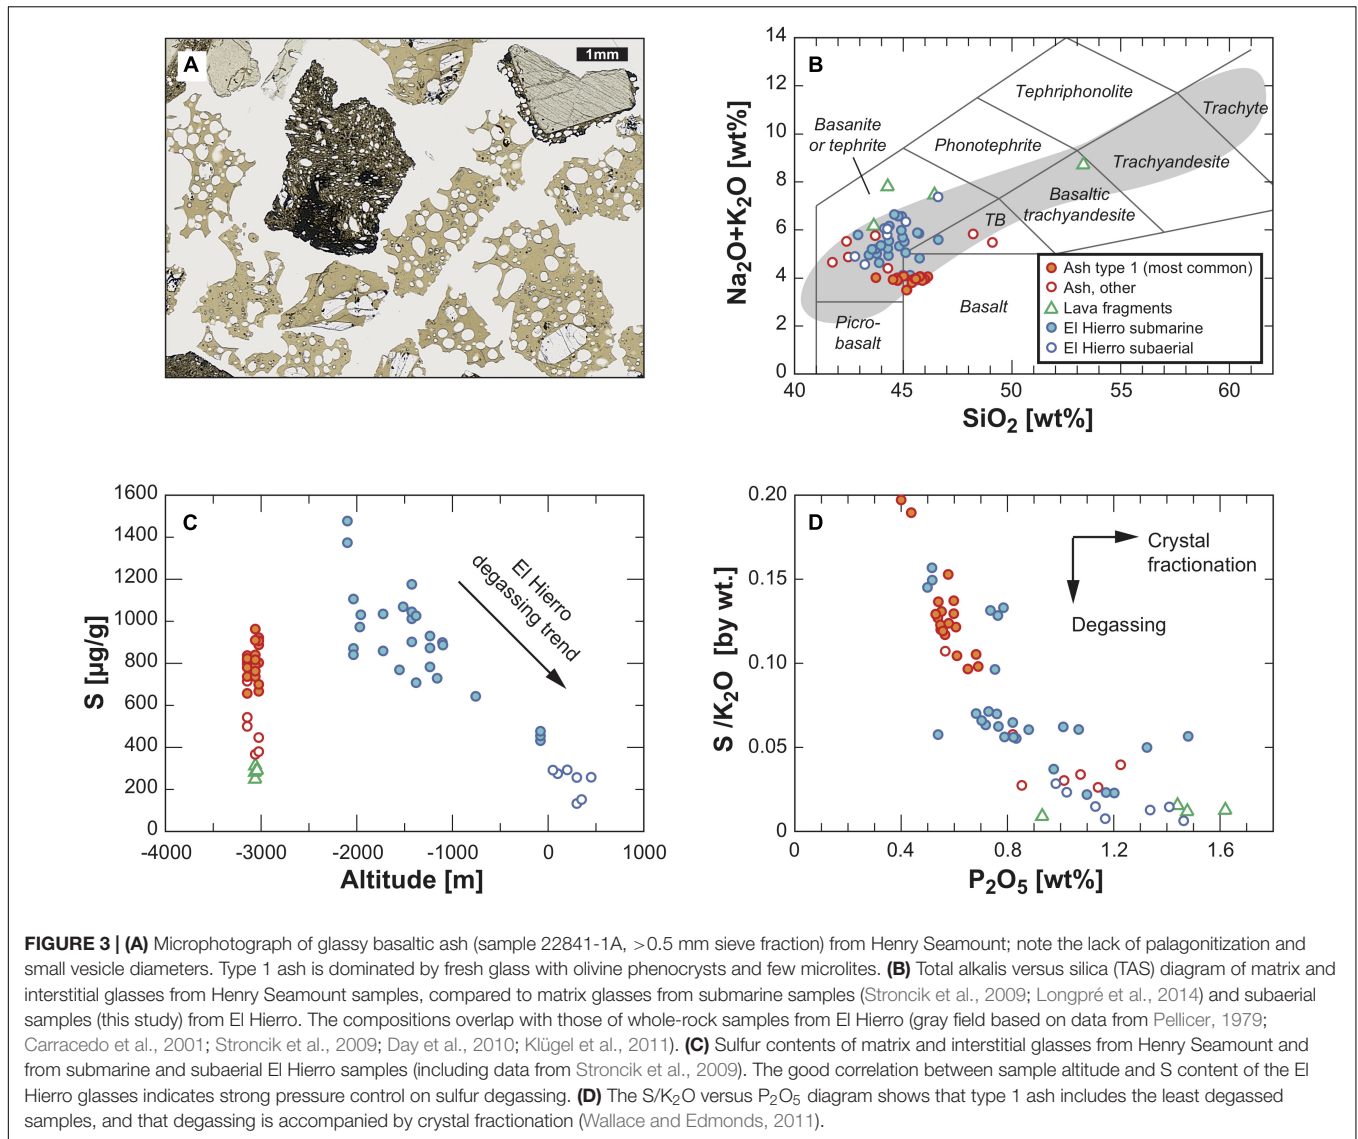 A
1mm
B
Na2O+K2O [wt%]
14
12
10
8
6
4
2
0
Tephriphonolite
Trachyte
Basanite
or tephrite
Phonotephrite
Trachyandesite
Basaltic
trachyandesite
TB
Basalt
Picro-
basalt
Ash type 1 (most common)
Ash, other
Lava fragments
El Hierro submarine
El Hierro subaerial
40 45 50 55 60
SiO2 [wt%]
C
S [µg/g]
1600
1400
1200
1000
800
600
400
200
0
El Hierro
degassing trend
-4000 -3000 -2000 -1000 0 1000
Altitude [m]
D
S /K2O [by wt.]
0.20
0.15
0.10
0.05
0
Crystal
fractionation
Degassing
0 0.4 0.8 1.2 1.6
P2O5 [wt%]
FIGURE 3 | (A) Microphotograph of glassy basaltic ash (sample 22841-1A, >0.5 mm sieve fraction) from Henry Seamount; note the lack of palagonitization and
small vesicle diameters. Type 1 ash is dominated by fresh glass with olivine phenocrysts and few microlites. (B) Total alkalis versus silica (TAS) diagram of matrix and
interstitial glasses from Henry Seamount samples, compared to matrix glasses from submarine samples (Stroncik et al., 2009; Longpré et al., 2014) and subaerial
samples (this study) from El Hierro. The compositions overlap with those of whole-rock samples from El Hierro (gray field based on data from Pellicer, 1979;
Carracedo et al., 2001; Stroncik et al., 2009; Day et al., 2010; Klügel et al., 2011). (C) Sulfur contents of matrix and interstitial glasses from Henry Seamount and
from submarine and subaerial El Hierro samples (including data from Stroncik et al., 2009). The good correlation between sample altitude and S content of the El
Hierro glasses indicates strong pressure control on sulfur degassing. (D) The S/K2O versus P2O5 diagram shows that type 1 ash includes the least degassed
samples, and that degassing is accompanied by crystal fractionation (Wallace and Edmonds, 2011).